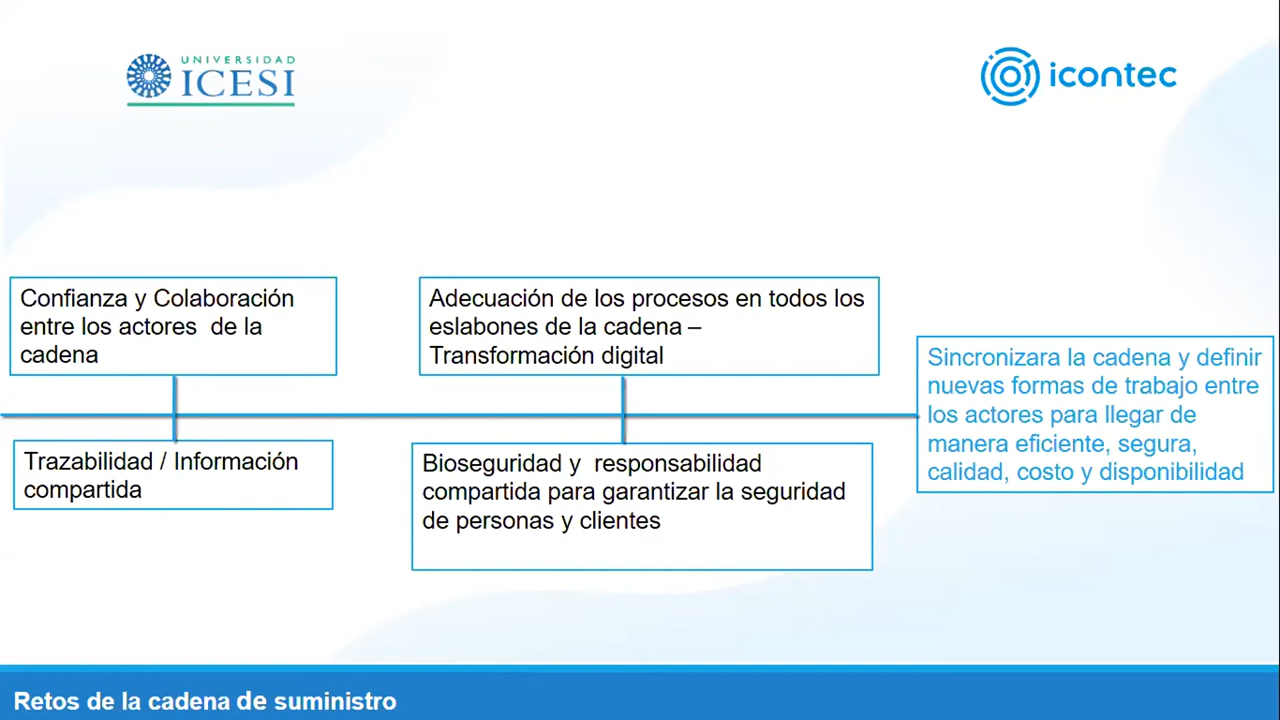 UNIVERSIDAD
ICESI
icontec
Confianza y Colaboración
entre los actores de la
cadena
Adecuación de los procesos en todos los
eslabones de la cadena –
Transformación digital
Sincronizara la cadena y definir
nuevas formas de trabajo entre
los actores para llegar de
manera eficiente, segura,
calidad, costo y disponibilidad
Trazabilidad / Información
compartida
Bioseguridad y responsabilidad
compartida para garantizar la seguridad
de personas y clientes
Retos de la cadena de suministro